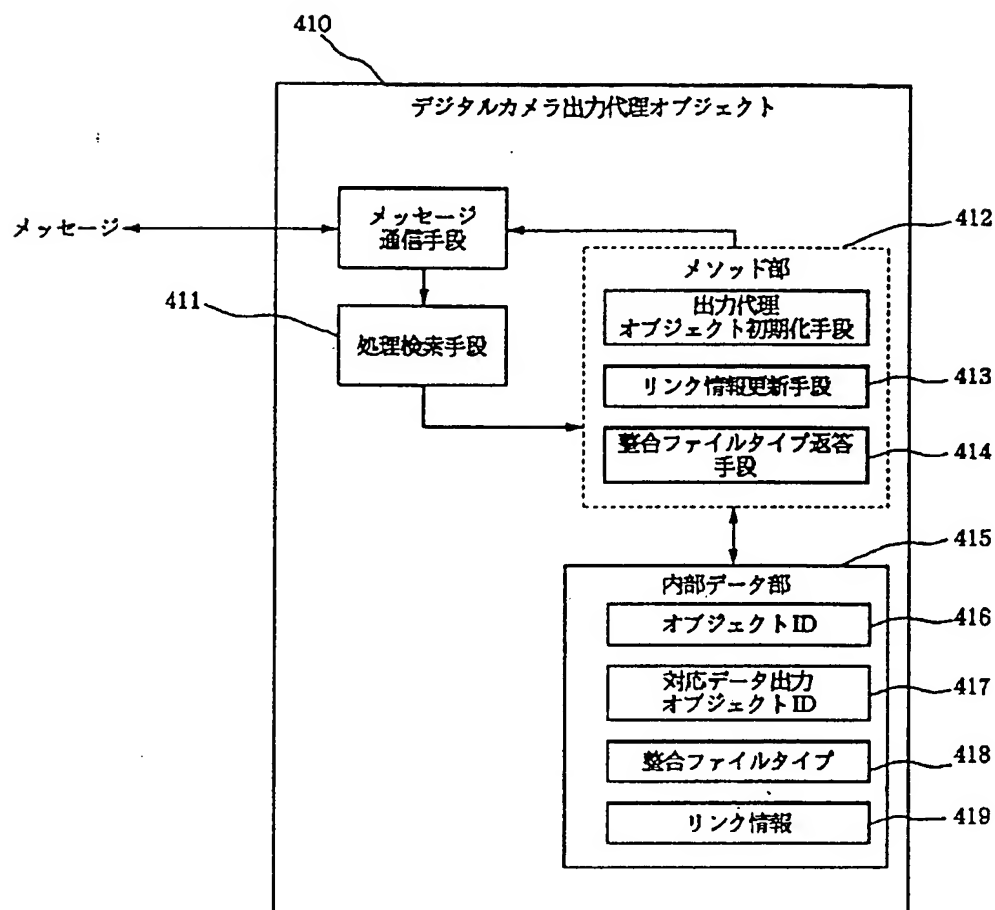 410
デジタルカメラ出力代理オブジェクト
メッセージ
メッセージ
通信手段
412
メソッド部
411
処理検索手段
出力代理
オブジェクト初期化手段
リンク情報更新手段
413
整合ファイルタイプ返答
手段
414
415
内部データ部
オブジェクトID
416
対応データ出力
オブジェクトID
417
整合ファイルタイプ
418
リンク情報
419